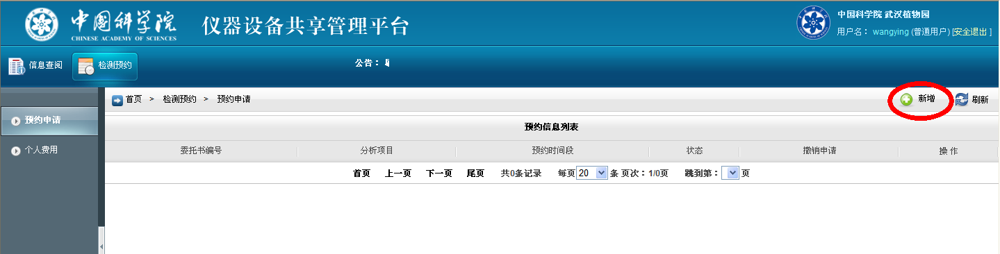 中国科学院
CHINESE ACADEMY OF SCIENCES
仪器设备共享管理平台
中国科学院 武汉植物园
用户名： wangying (普通用户) [安全退出 ]
信息查阅
检测预约
公告：
首页 > 检测预约 > 预约申请
新增
刷新
预约申请
个人费用
预约信息列表
委托书编号 分析项目 预约时间段 状态 撤销申请 操 作
首页 上一页 下一页 尾页 共0条记录 每页 20 条 页次：1/0页 跳到第： 页